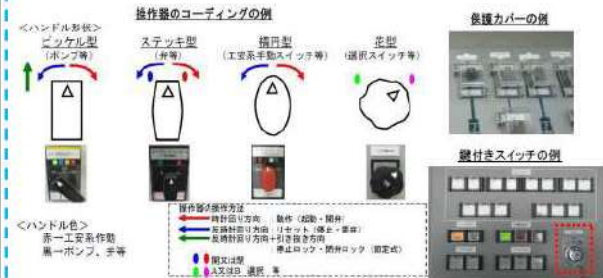 操作器のコーディングの例
<ハンドル形状>
ピッケル型
(ポンプ等)
ステッキ型
(弁等)
楕円型
(工安系手動スイッチ等)
花型
(選択スイッチ等)
<ハンドル色>
赤ー工安系作動
黒ーポンプ、弁等
操作器の操作方法
時計回り方向 : 動作(起動・開弁)
反時計回り方向 : リセット(停止・閉弁)
反時計回り方向+引き抜き方向
停止ロック・閉弁ロック(固定式)
開又は閉
A又はB 選択 等
保護カバーの例
鍵付きスイッチの例